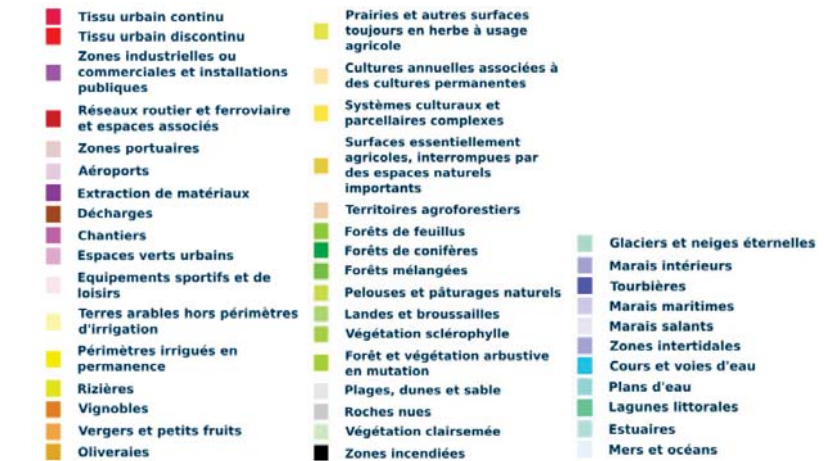 Tissu urbain continu
Tissu urbain discontinu
Zones industrielles ou
commerciales et installations
publiques
Réseaux routier et ferroviaire
et espaces associés
Zones portuaires
Aéroports
Extraction de matériaux
Décharges
Chantiers
Espaces verts urbains
Equipements sportifs et de
loisirs
Terres arables hors périmètres
d'irrigation
Périmètres irrigués en
permanence
Rizières
Vignobles
Vergers et petits fruits
Oliveraies
Prairies et autres surfaces
toujours en herbe à usage
agricole
Cultures annuelles associées à
des cultures permanentes
Systèmes culturaux et
parcellaires complexes
Surfaces essentiellement
agricoles, interrompues par
des espaces naturels
importants
Territoires agroforestiers
Forêts de feuillus
Forêts de conifères
Forêts mélangées
Pelouses et pâturages naturels
Landes et broussailles
Végétation sclérophylle
Forêt et végétation arbustive
en mutation
Plages, dunes et sable
Roches nues
Végétation clairsemée
Zones incendiées
Glaciers et neiges éternelles
Marais intérieurs
Tourbières
Marais maritimes
Marais salants
Zones intertidales
Cours et voies d'eau
Plans d'eau
Lagunes littorales
Estuaires
Mers et océans